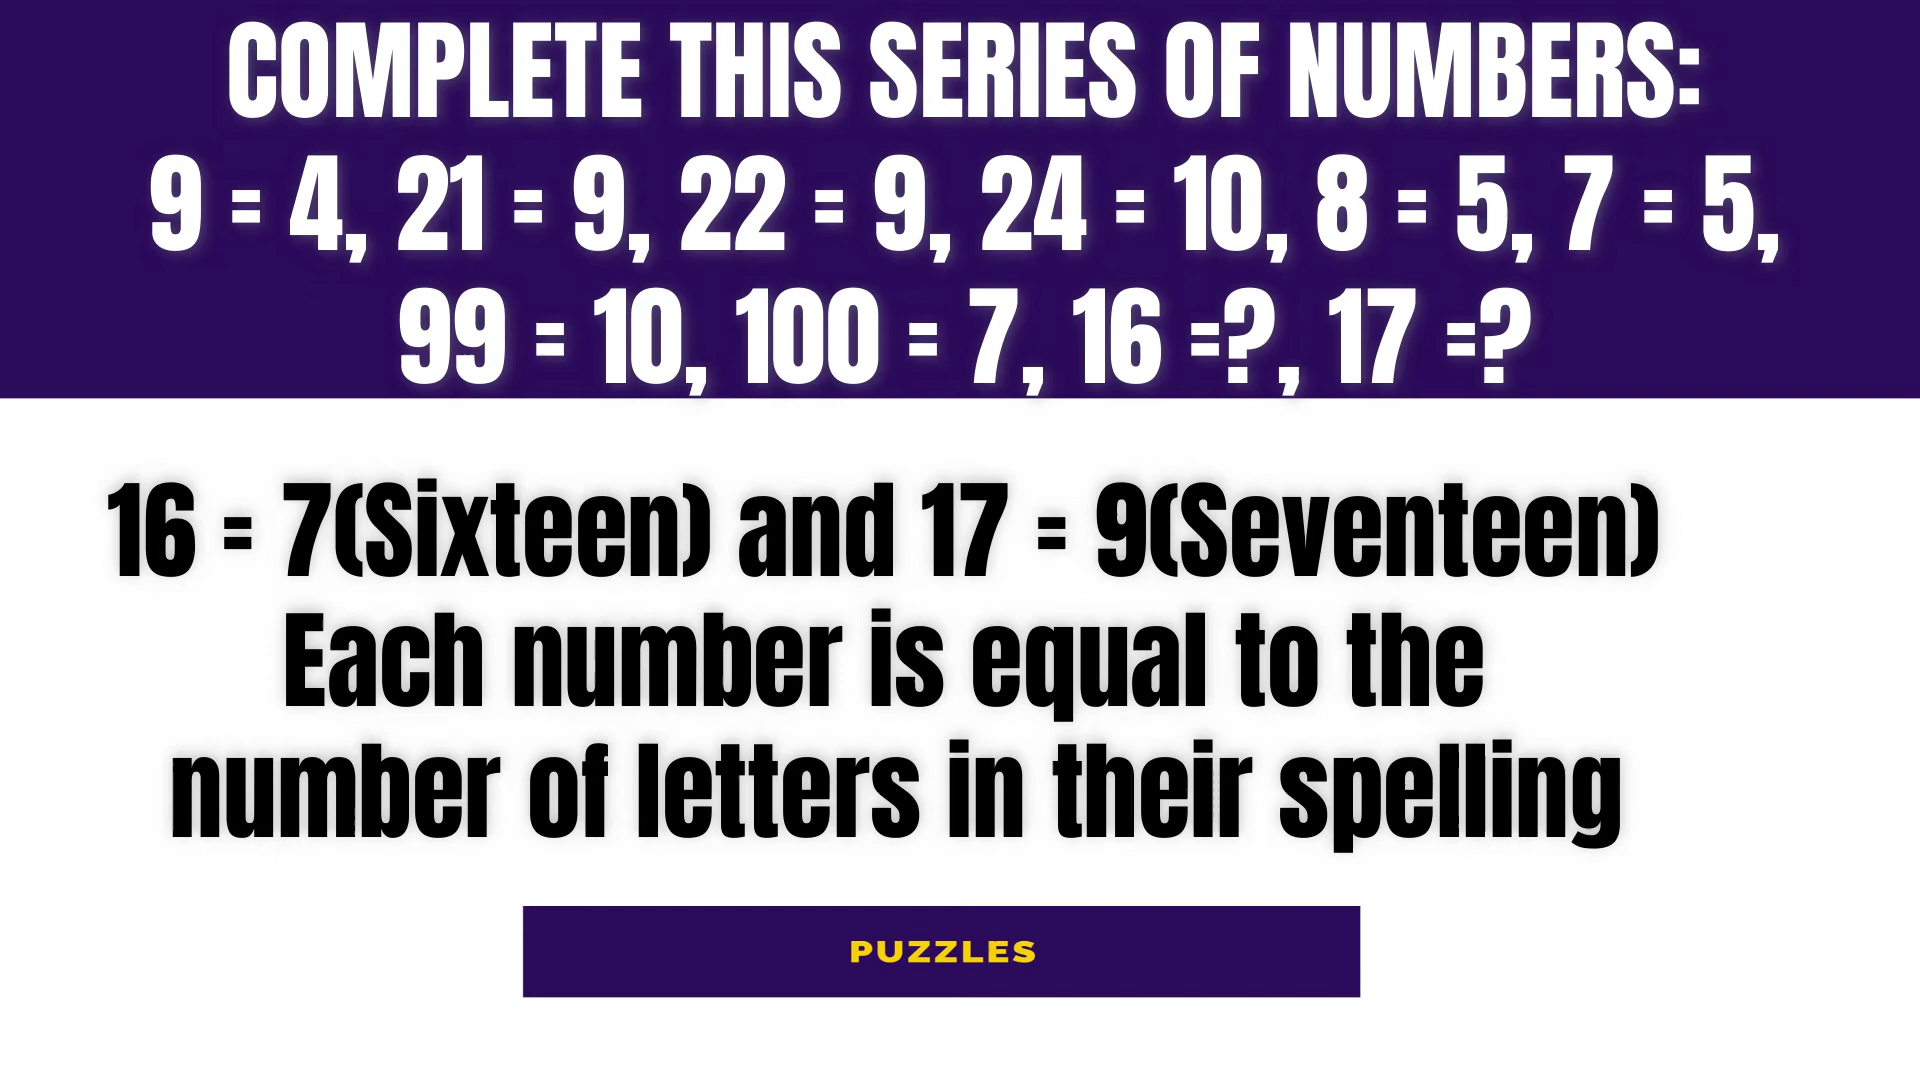 COMPLETE THIS SERIES OF NUMBERS:
9 = 4, 21 = 9, 22 = 9, 24 = 10, 8 = 5, 7 = 5,
99 = 10, 100 = 7, 16 =?, 17 =?
16 = 7(Sixteen) and 17 = 9(Seventeen)
Each number is equal to the
number of letters in their spelling
PUZZLES